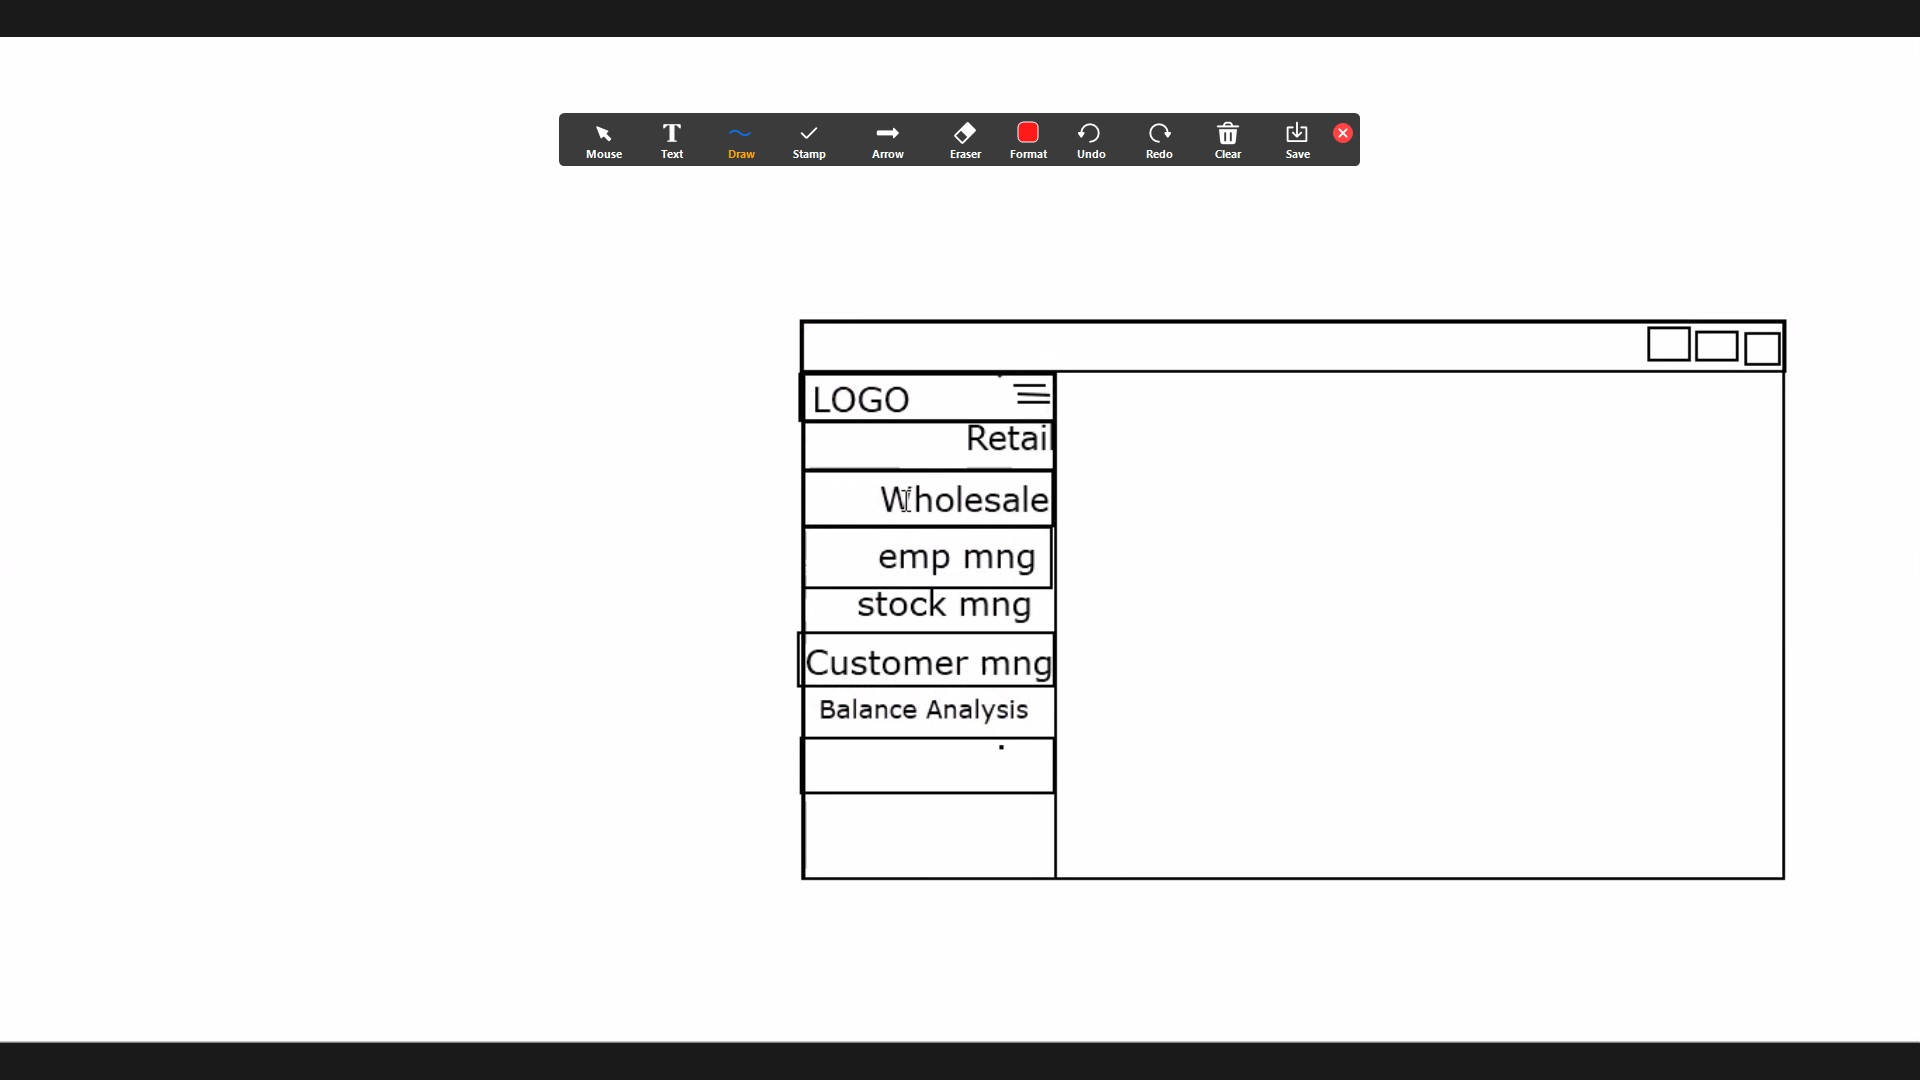 Mouse Text Draw Stamp Arrow Eraser Format Undo Redo Clear Save
LOGO
Retail
Wholesale
emp mng
stock mng
Customer mng
Balance Analysis